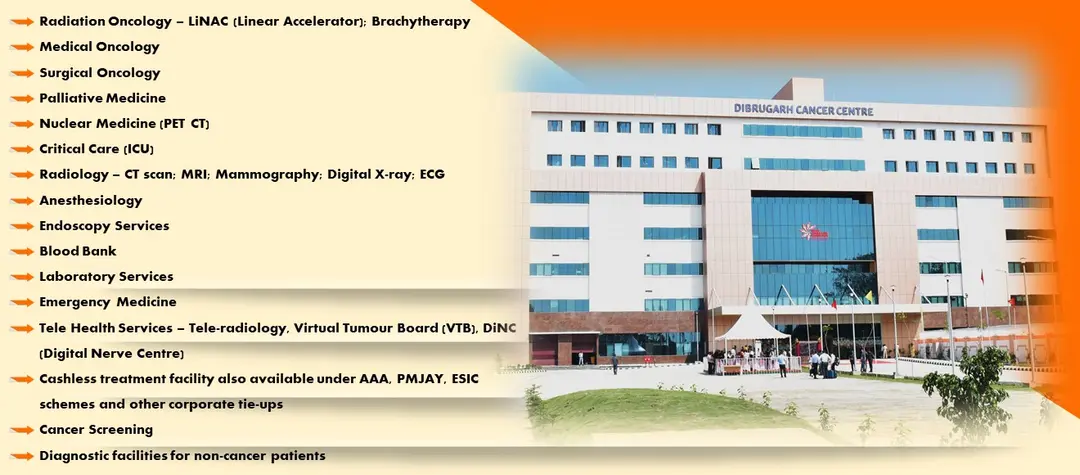 Radiation Oncology – LiNAC (Linear Accelerator); Brachytherapy
Medical Oncology
Surgical Oncology
Palliative Medicine
Nuclear Medicine (PET CT)
Critical Care (ICU)
Radiology – CT scan; MRI; Mammography; Digital X-ray; ECG
Anesthesiology
Endoscopy Services
Blood Bank
Laboratory Services
Emergency Medicine
Tele Health Services – Tele-radiology, Virtual Tumour Board (VTB), DiNC
(Digital Nerve Centre)
Cashless treatment facility also available under AAA, PMJAY, ESIC
schemes and other corporate tie-ups
Cancer Screening
Diagnostic facilities for non-cancer patients
DIBRUGARH CANCER CENTRE